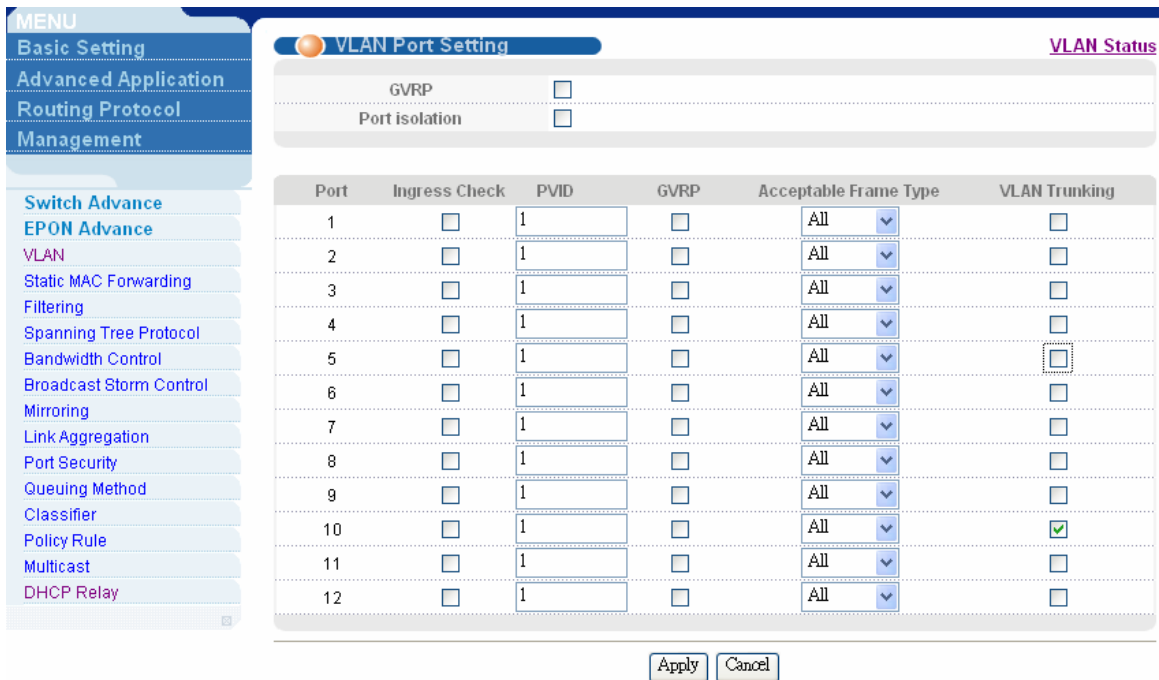 MENU
Basic Setting
Advanced Application
Routing Protocol
Management
Switch Advance
EPON Advance
VLAN
Static MAC Forwarding
Filtering
Spanning Tree Protocol
Bandwidth Control
Broadcast Storm Control
Mirroring
Link Aggregation
Port Security
Queuing Method
Classifier
Policy Rule
Multicast
DHCP Relay
VLAN Port Setting
VLAN Status
GVRP
Port isolation
Port Ingress Check PVID GVRP Acceptable Frame Type VLAN Trunking
1 1 All
2 1 All
3 1 All
4 1 All
5 1 All
6 1 All
7 1 All
8 1 All
9 1 All
10 1 All
11 1 All
12 1 All
Apply Cancel